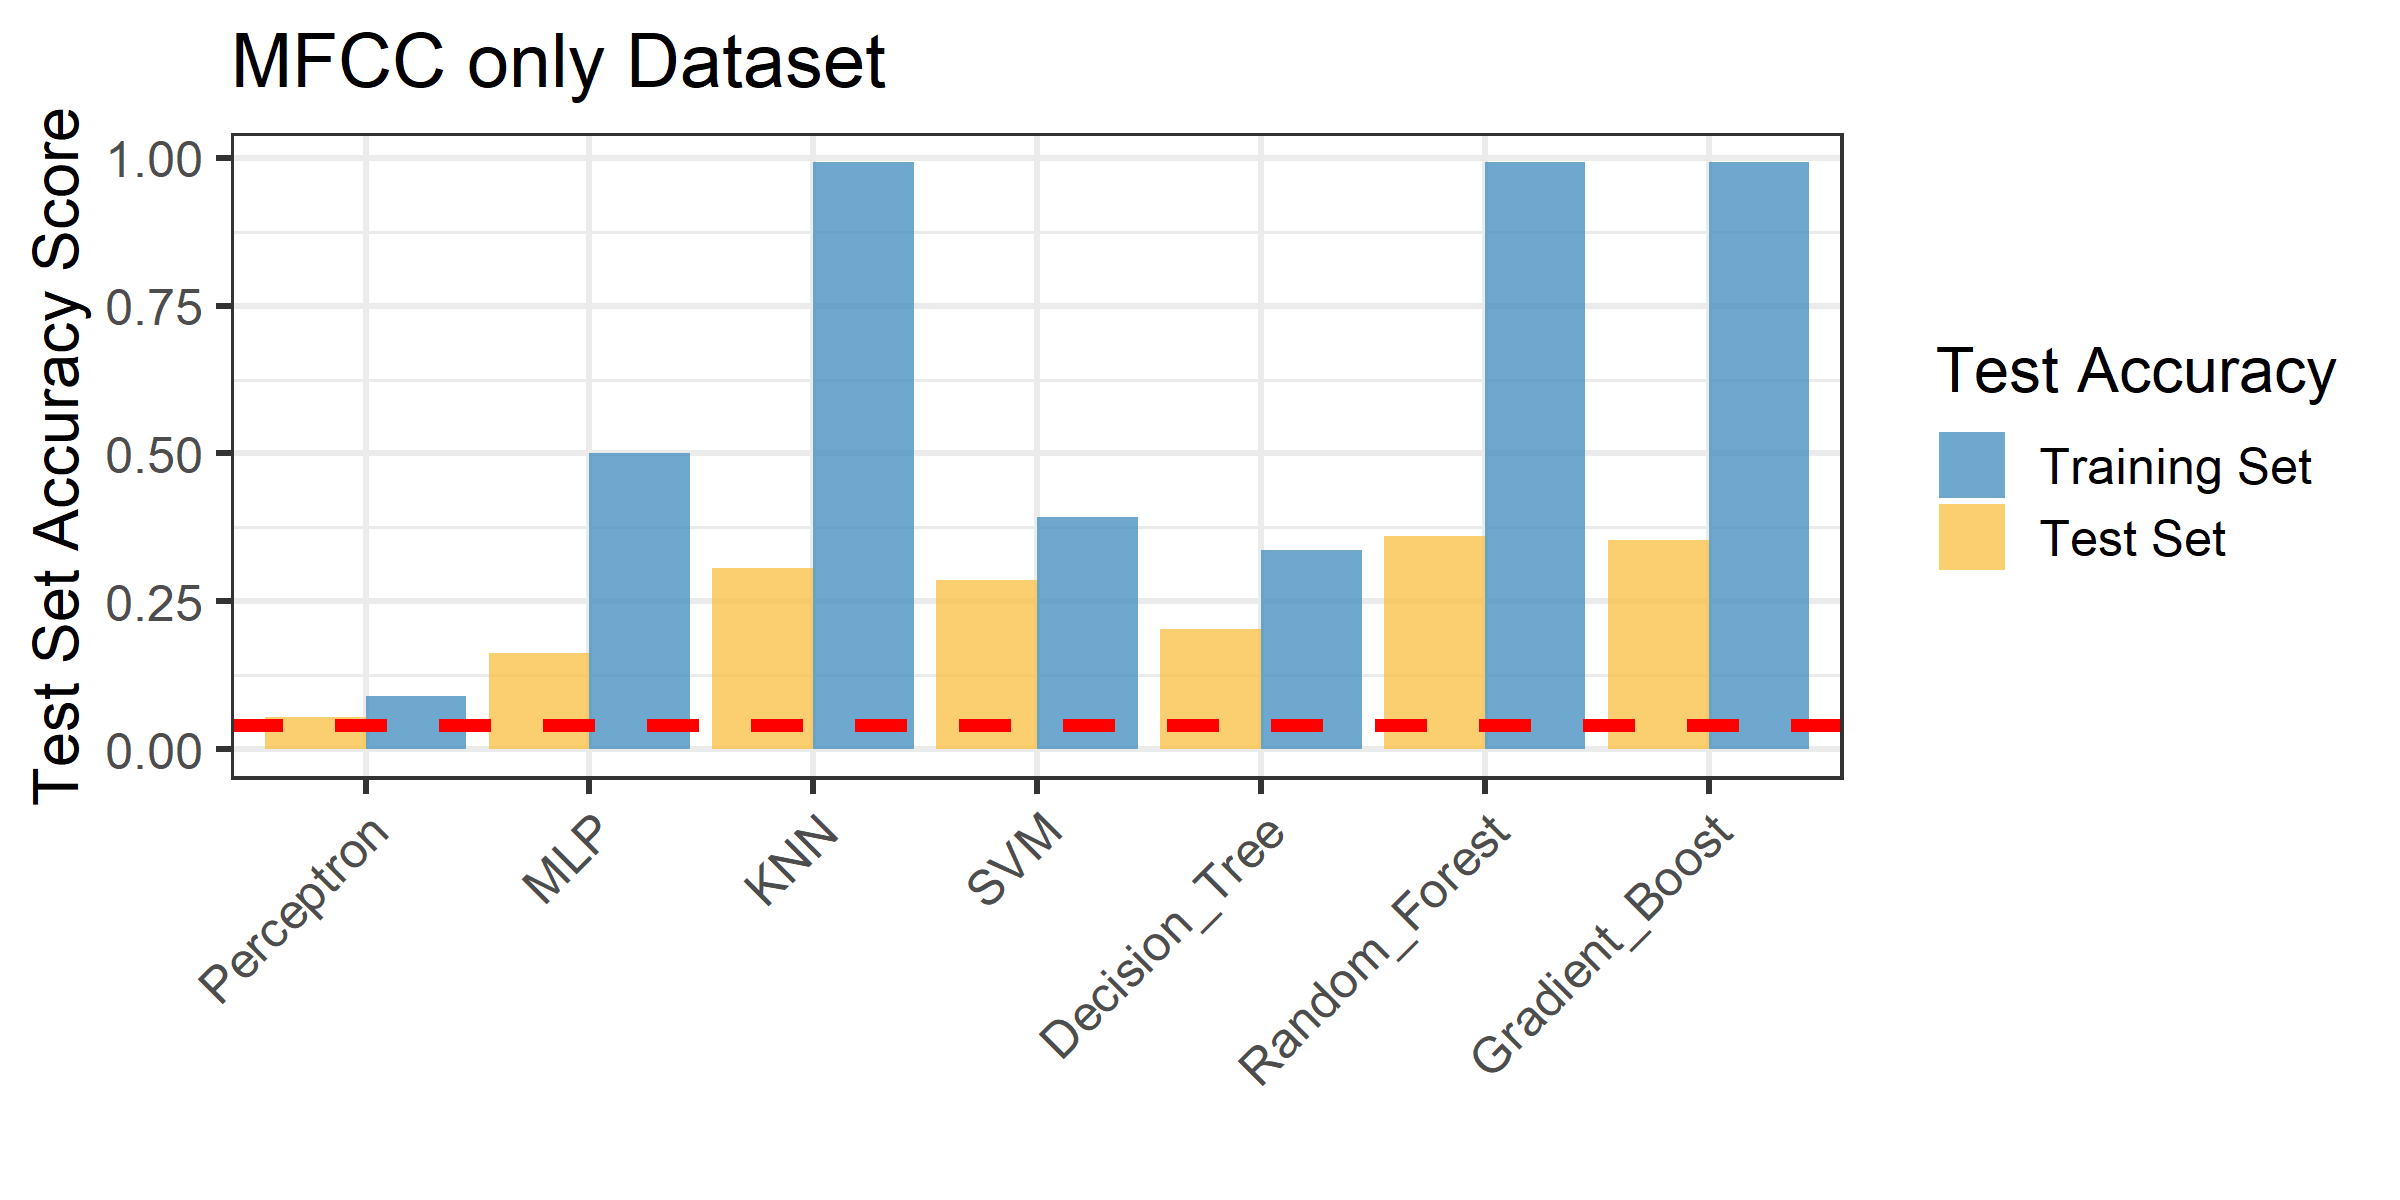 MFCC only Dataset
Test Set Accuracy Score
1.00
0.75
0.50
0.25
0.00
Perceptron
MLP
KNN
SVM
Decision_Tree
Random_Forest
Gradient_Boost
Test Accuracy
Training Set
Test Set